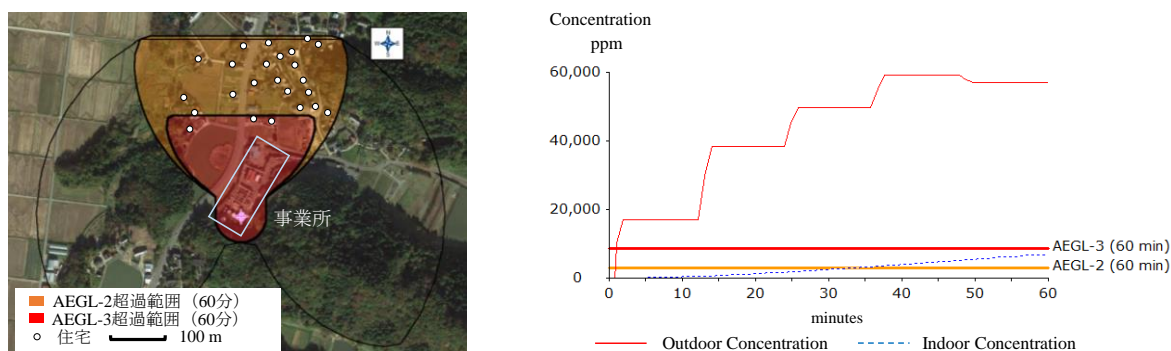 事業所
AEGL-2超過範囲（60分）
AEGL-3超過範囲（60分）
住宅
100 m
Concentration
ppm
60,000
40,000
20,000
0
AEGL-3 (60 min)
AEGL-2 (60 min)
0 10 20 30 40 50 60
minutes
Outdoor Concentration
Indoor Concentration